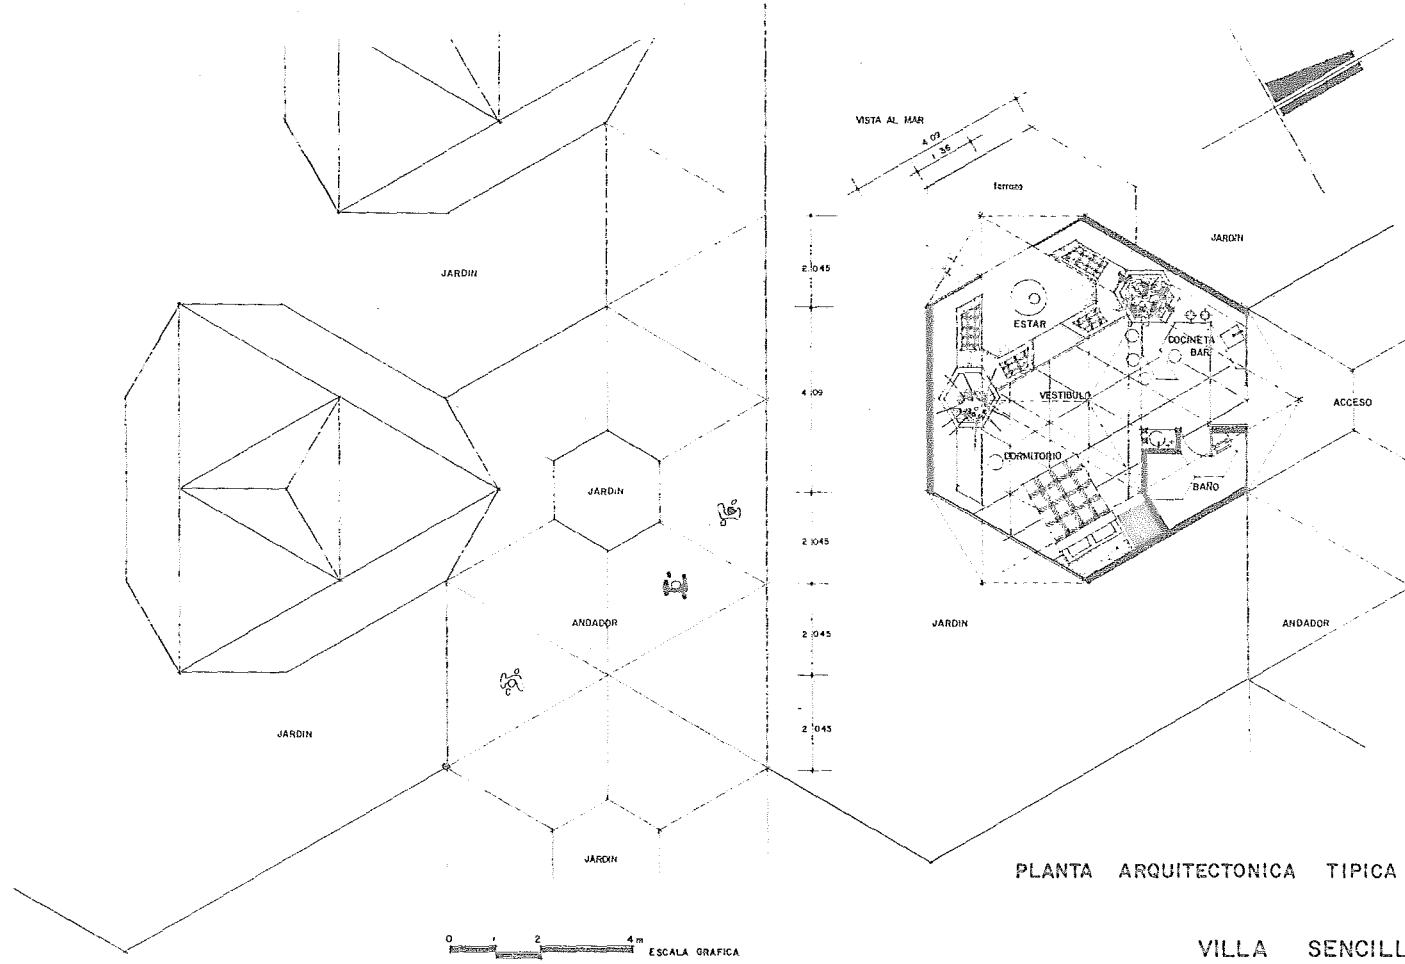 VISTA AL MAR
4.09
1.36
terraza
JARDIN
JARDIN
2.045
ESTAR
COCINETA
BAR
4.09
VESTIBULO
ACCESO
DORMITORIO
JARDIN
BAÑO
2.045
ANDADOR
JARDIN
ANDADOR
2.045
JARDIN
2.045
JARDIN
PLANTA ARQUITECTONICA TIPICA
0 1 2 4 m
ESCALA GRAFICA
VILLA SENCILL